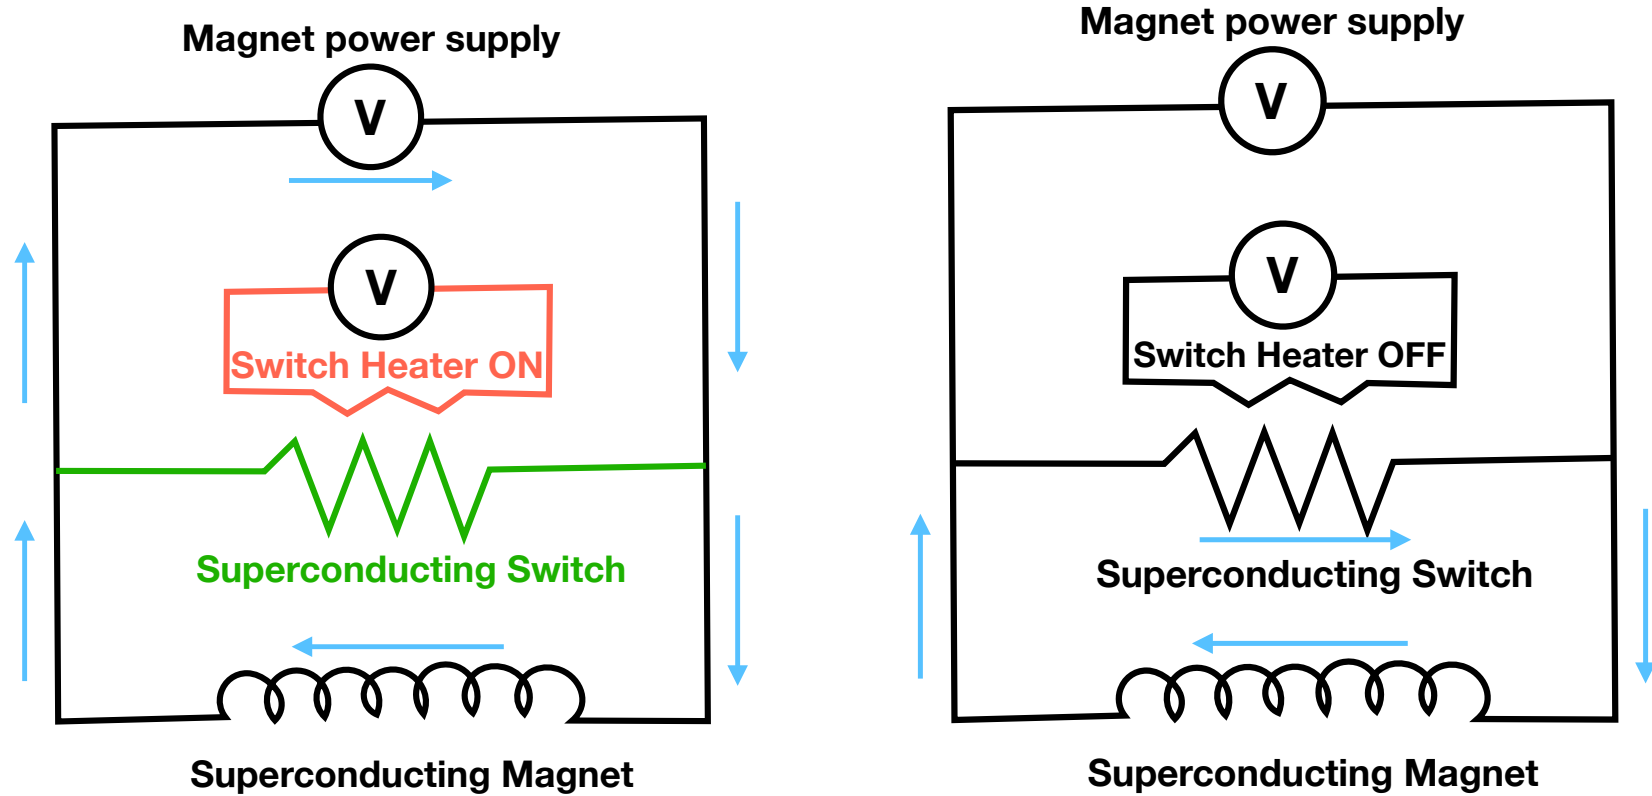 Magnet power supply
V
V
Switch Heater ON
Superconducting Switch
Superconducting Magnet
Magnet power supply
V
V
Switch Heater OFF
Superconducting Switch
Superconducting Magnet